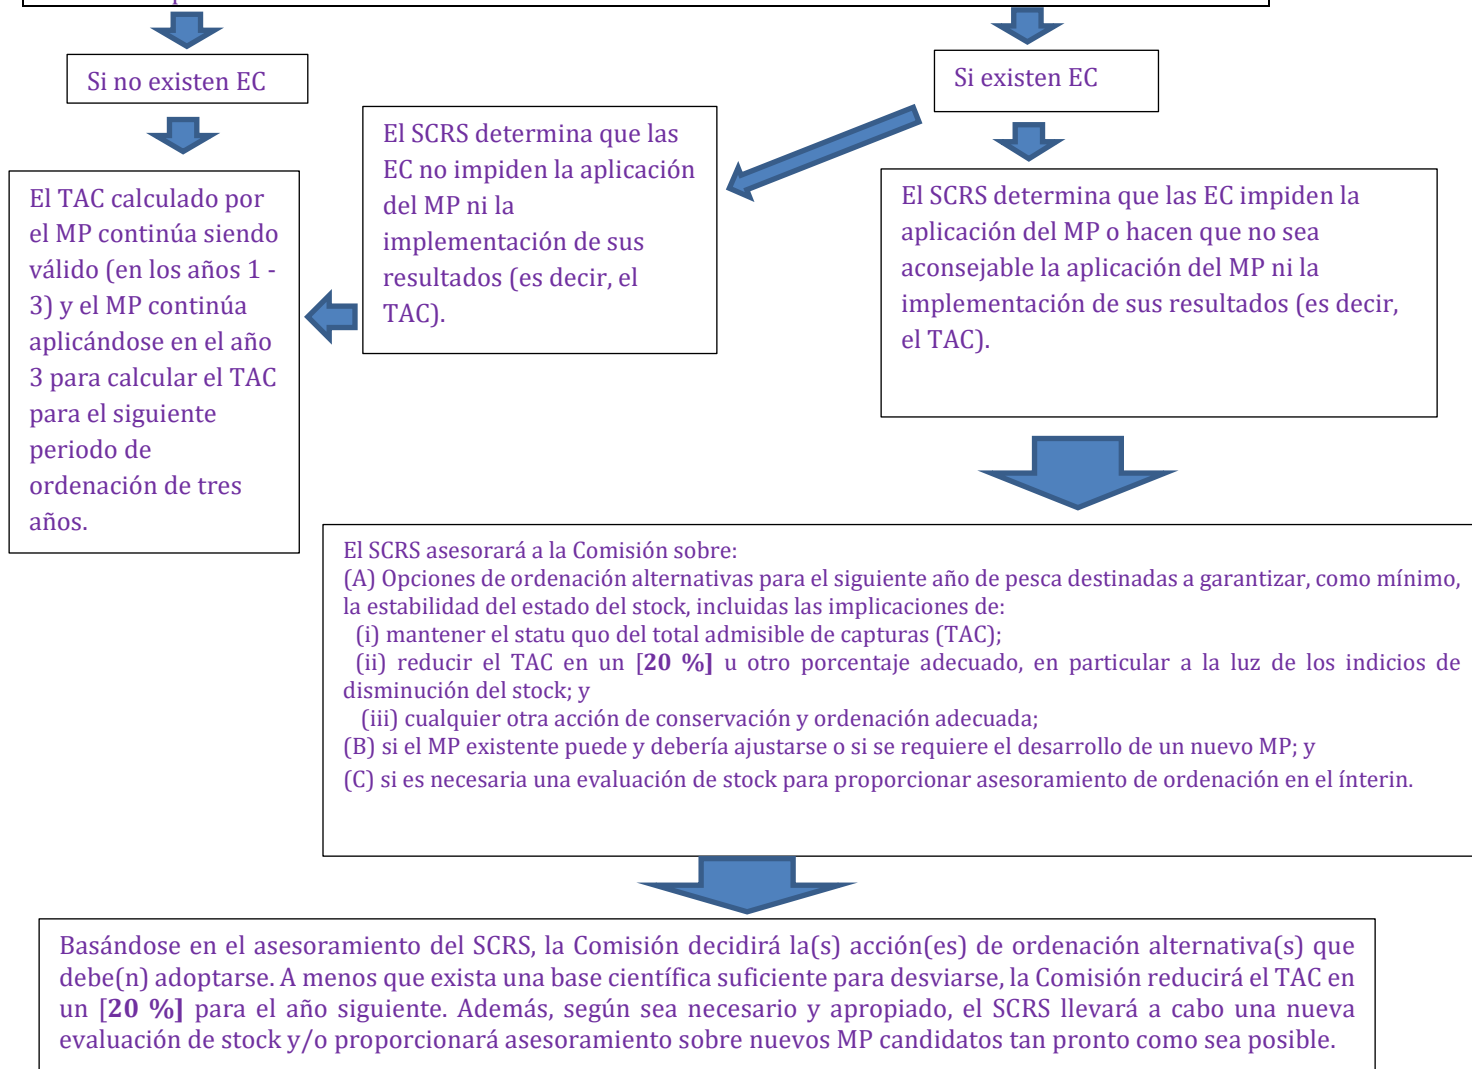 Si no existen EC
Si existen EC
El TAC calculado por
el MP continúa siendo
válido (en los años 1 -
3) y el MP continúa
aplicándose en el año
3 para calcular el TAC
para el siguiente
periodo de
ordenación de tres
años.
El SCRS determina que las
EC no impiden la aplicación
del MP ni la
implementación de sus
resultados (es decir, el
TAC).
El SCRS determina que las EC impiden la
aplicación del MP o hacen que no sea
aconsejable la aplicación del MP ni la
implementación de sus resultados (es decir,
el TAC).
El SCRS asesorará a la Comisión sobre:
(A) Opciones de ordenación alternativas para el siguiente año de pesca destinadas a garantizar, como mínimo,
la estabilidad del estado del stock, incluidas las implicaciones de:
(i) mantener el statu quo del total admisible de capturas (TAC);
(ii) reducir el TAC en un [20 %] u otro porcentaje adecuado, en particular a la luz de los indicios de
disminución del stock; y
(iii) cualquier otra acción de conservación y ordenación adecuada;
(B) si el MP existente puede y debería ajustarse o si se requiere el desarrollo de un nuevo MP; y
(C) si es necesaria una evaluación de stock para proporcionar asesoramiento de ordenación en el ínterin.
Basándose en el asesoramiento del SCRS, la Comisión decidirá la(s) acción(es) de ordenación alternativa(s) que
debe(n) adoptarse. A menos que exista una base científica suficiente para desviarse, la Comisión reducirá el TAC en
un [20 %] para el año siguiente. Además, según sea necesario y apropiado, el SCRS llevará a cabo una nueva
evaluación de stock y/o proporcionará asesoramiento sobre nuevos MP candidatos tan pronto como sea posible.